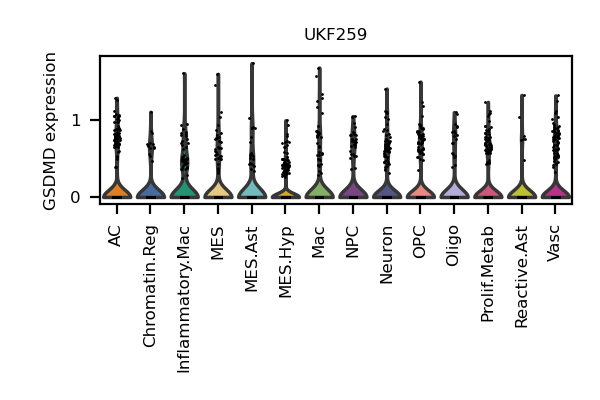 UKF259
GSDMD expression
1
0
AC
Chromatin.Reg
Inflammatory.Mac
MES
MES.Ast
MES.Hyp
Mac
NPC
Neuron
OPC
Oligo
Prolif.Metab
Reactive.Ast
Vasc